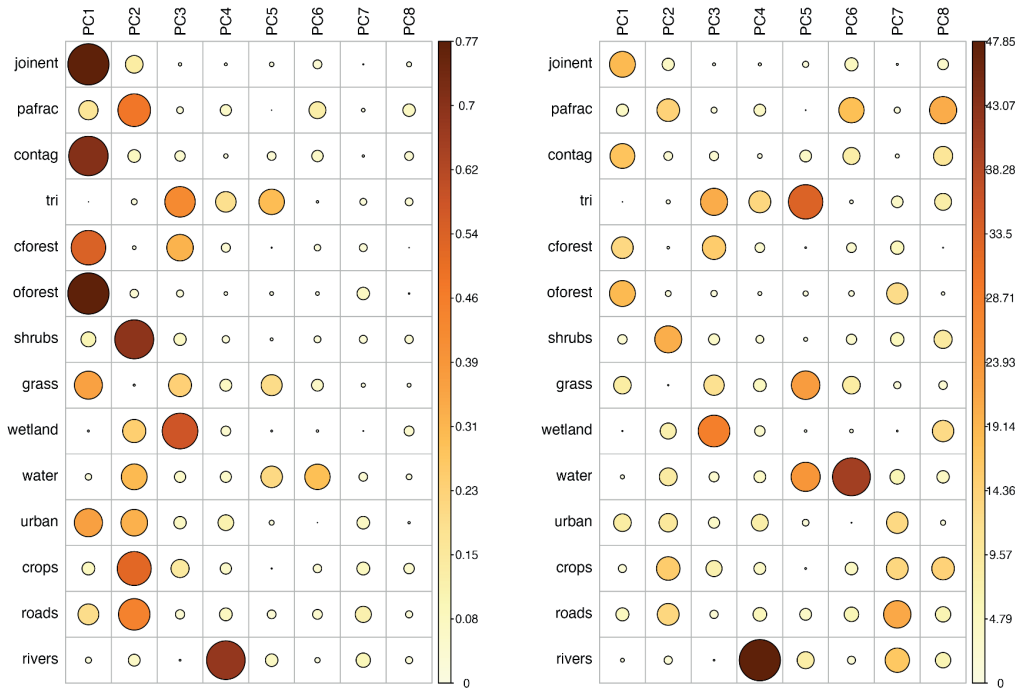 PC1 PC2 PC3 PC4 PC5 PC6 PC7 PC8
joinent
pafrac
contag
tri
cforest
oforest
shrubs
grass
wetland
water
urban
crops
roads
rivers
0.77
0.7
0.62
0.54
0.46
0.39
0.31
0.23
0.15
0.08
0
PC1 PC2 PC3 PC4 PC5 PC6 PC7 PC8
joinent
pafrac
contag
tri
cforest
oforest
shrubs
grass
wetland
water
urban
crops
roads
rivers
47.85
43.07
38.28
33.5
28.71
23.93
19.14
14.36
9.57
4.79
0